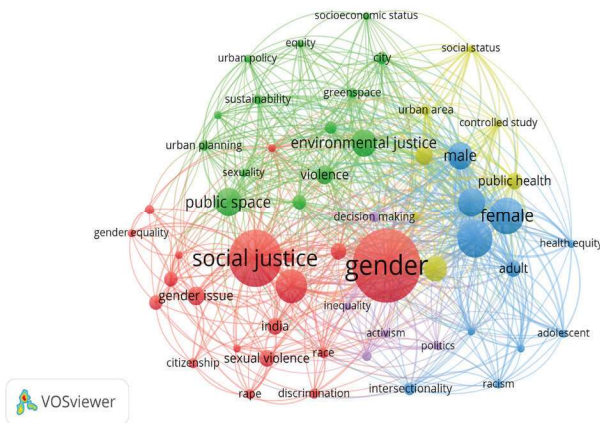 socioeconomic status
equity
social status
urban policy
city
greenspace
sustainability
urban area
controlled study
environmental justice
urban planning
male
sexuality
violence
public health
public space
decision making
female
gender equality
health equity
social justice
gender
adult
gender issue
inequality
india
activism
adolescent
politics
race
sexual violence
citizenship
racism
intersectionality
rape
discrimination
VOSviewer